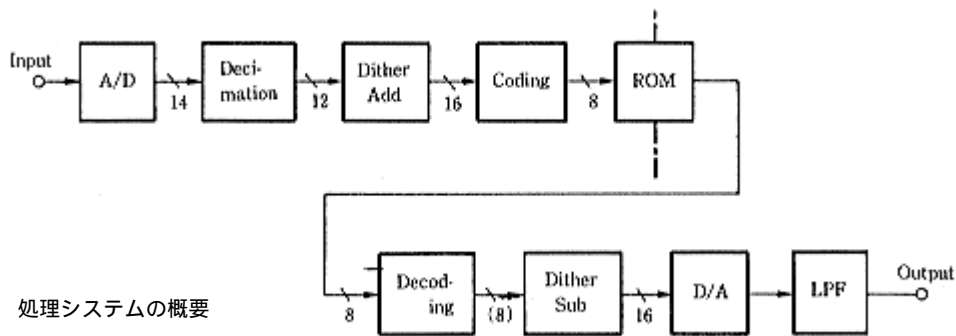 Input
A/D
14
Deci-
mation
12
Dither
Add
16
Coding
8
ROM
8
Decod-
ing
(8)
Dither
Sub
16
D/A
LPF
Output
処理システムの概要